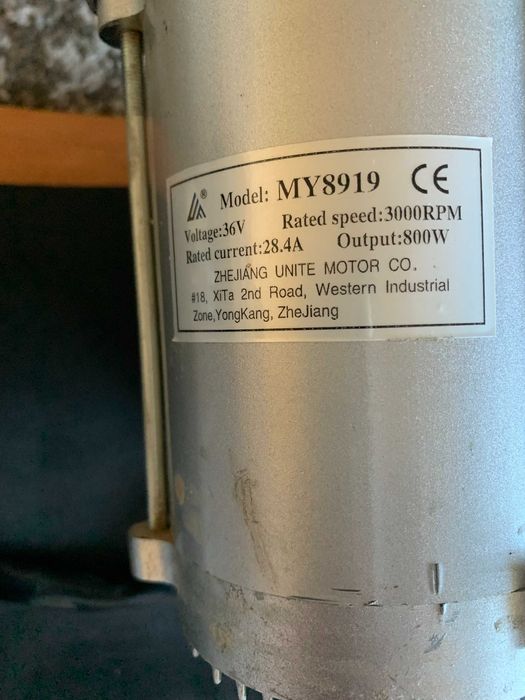 ® Model: MY8919 CE
Voltage:36V Rated speed:3000RPM
Rated current:28.4A Output:800W
ZHEJIANG UNITE MOTOR CO.
#18, XiTa 2nd Road, Western Industrial
Zone,YongKang, ZheJiang